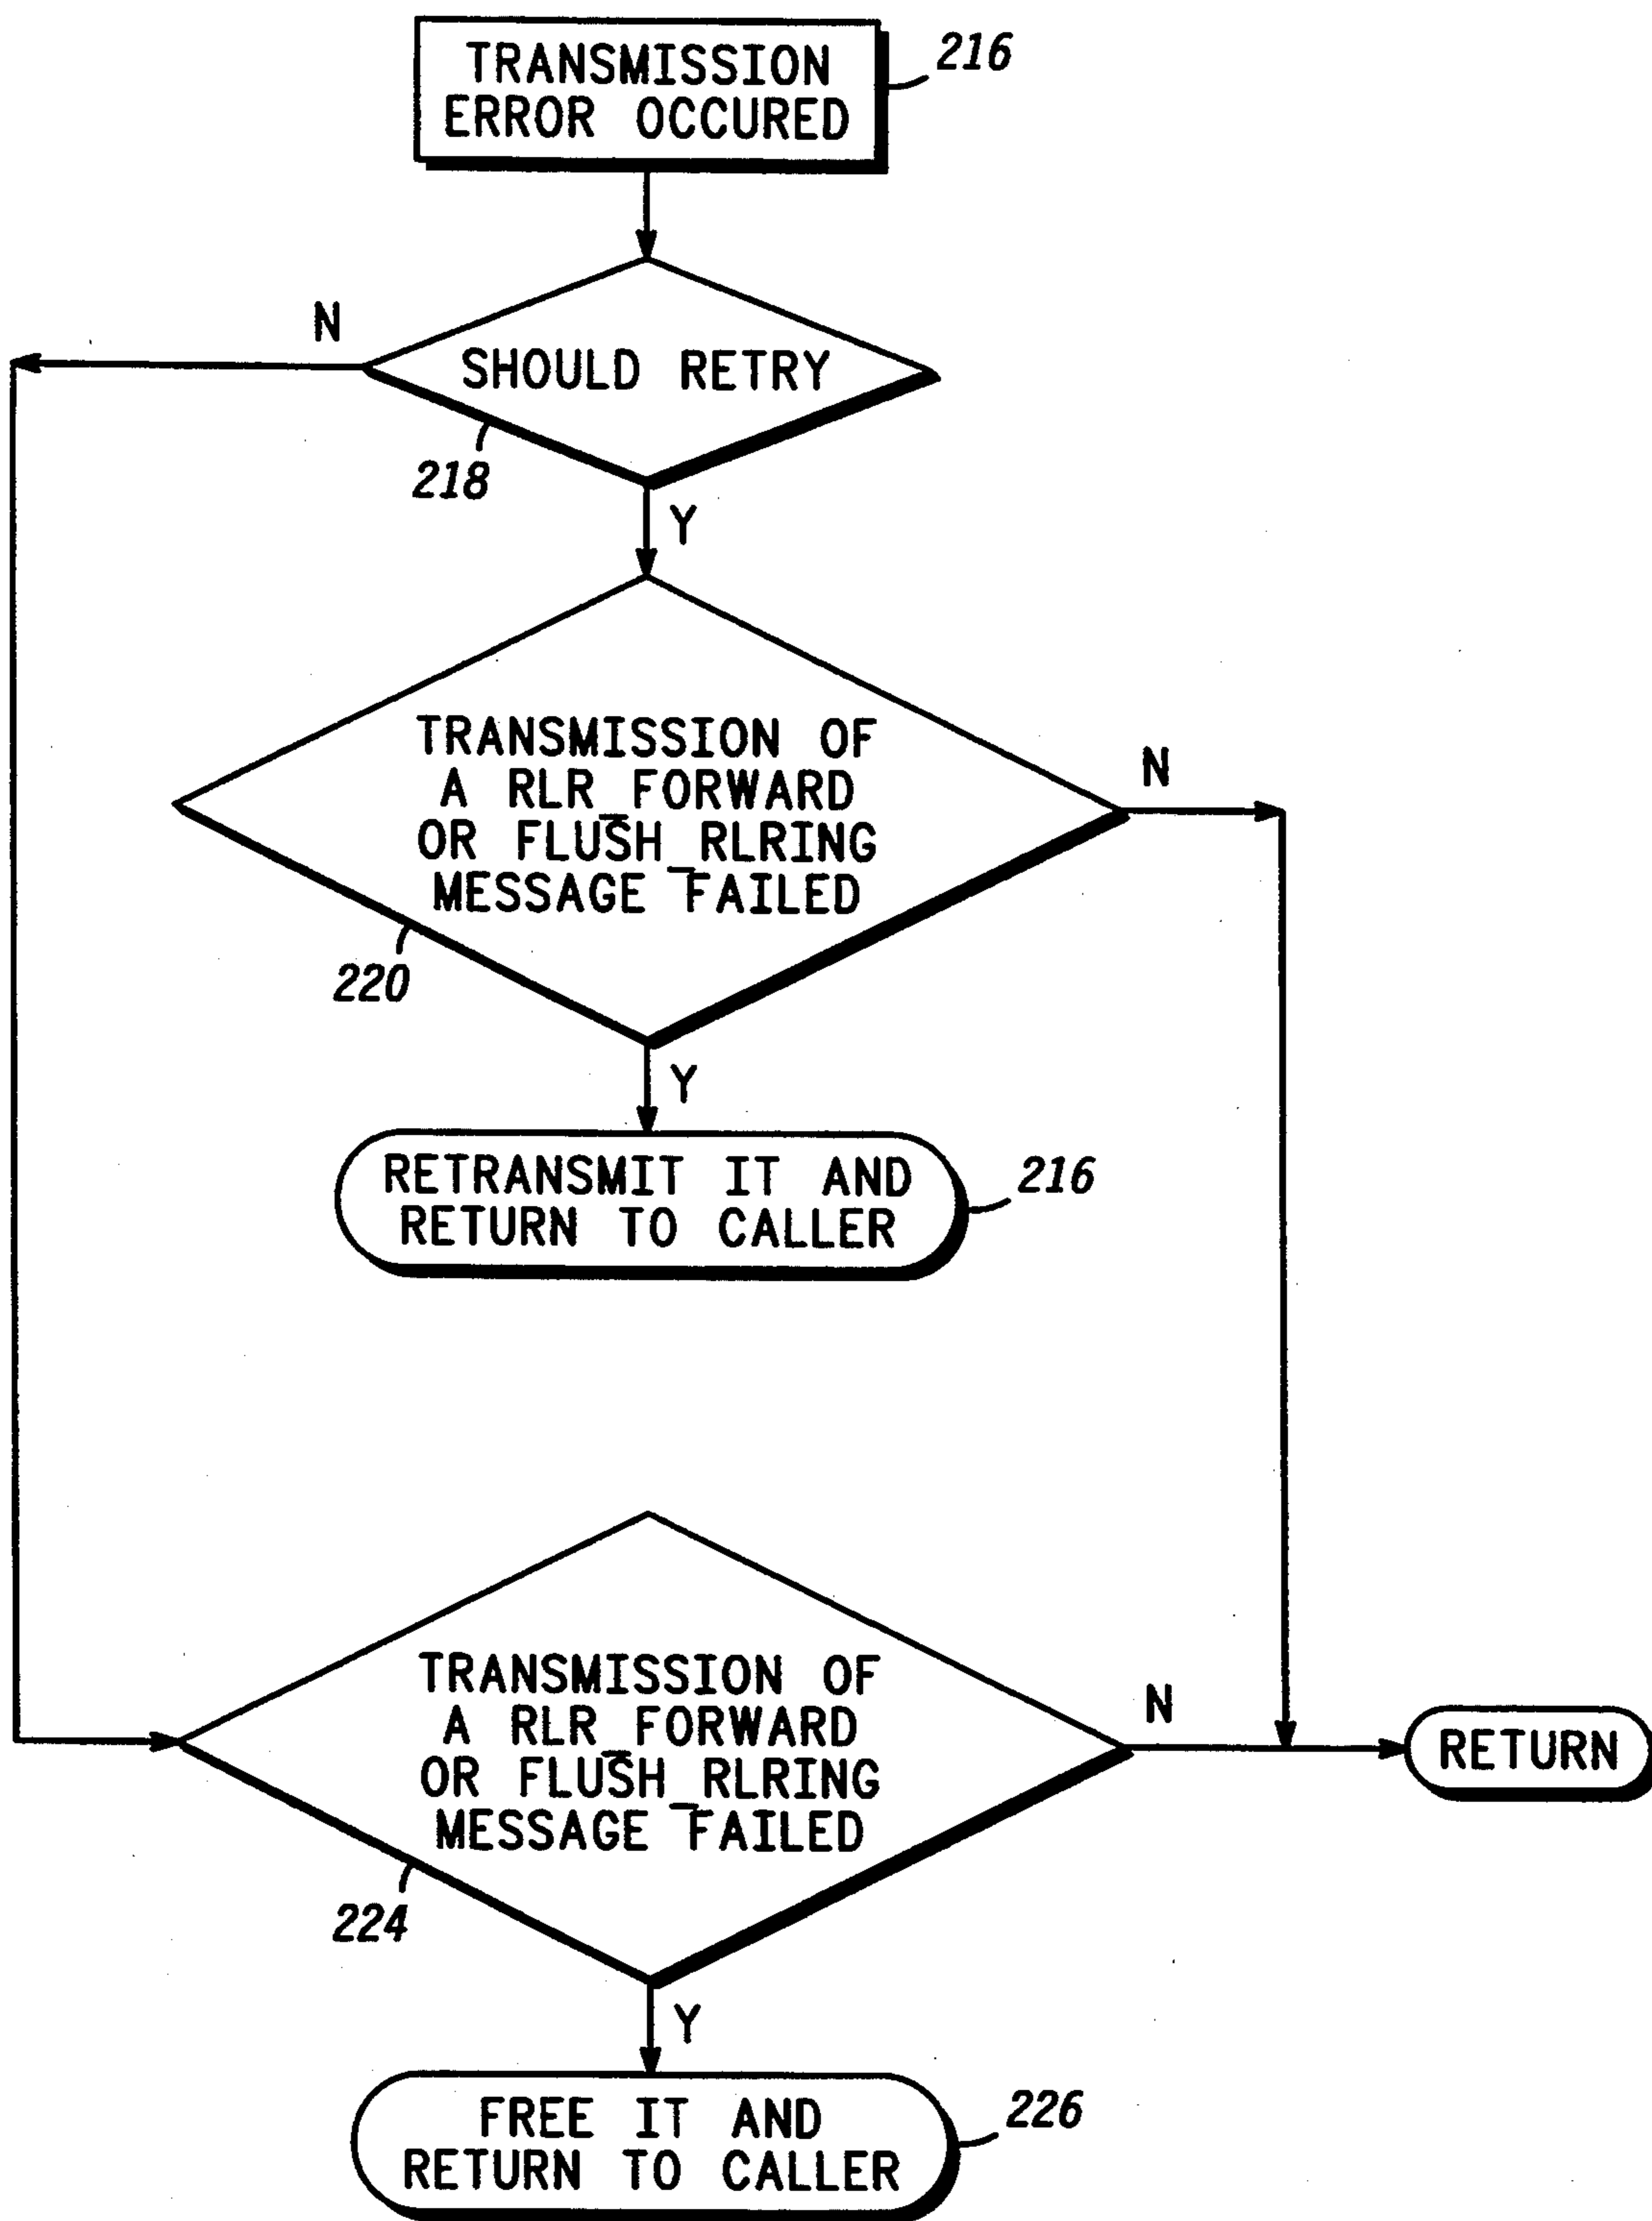 TRANSMISSION
ERROR OCCURED
216
N
SHOULD RETRY
218
Y
TRANSMISSION OF
A RLR_FORWARD
OR FLUSH_RLRING
MESSAGE FAILED
N
220
Y
RETRANSMIT IT AND
RETURN TO CALLER
216
TRANSMISSION OF
A RLR_FORWARD
OR FLUSH_RLRING
MESSAGE FAILED
N
RETURN
224
Y
FREE IT AND
RETURN TO CALLER
226